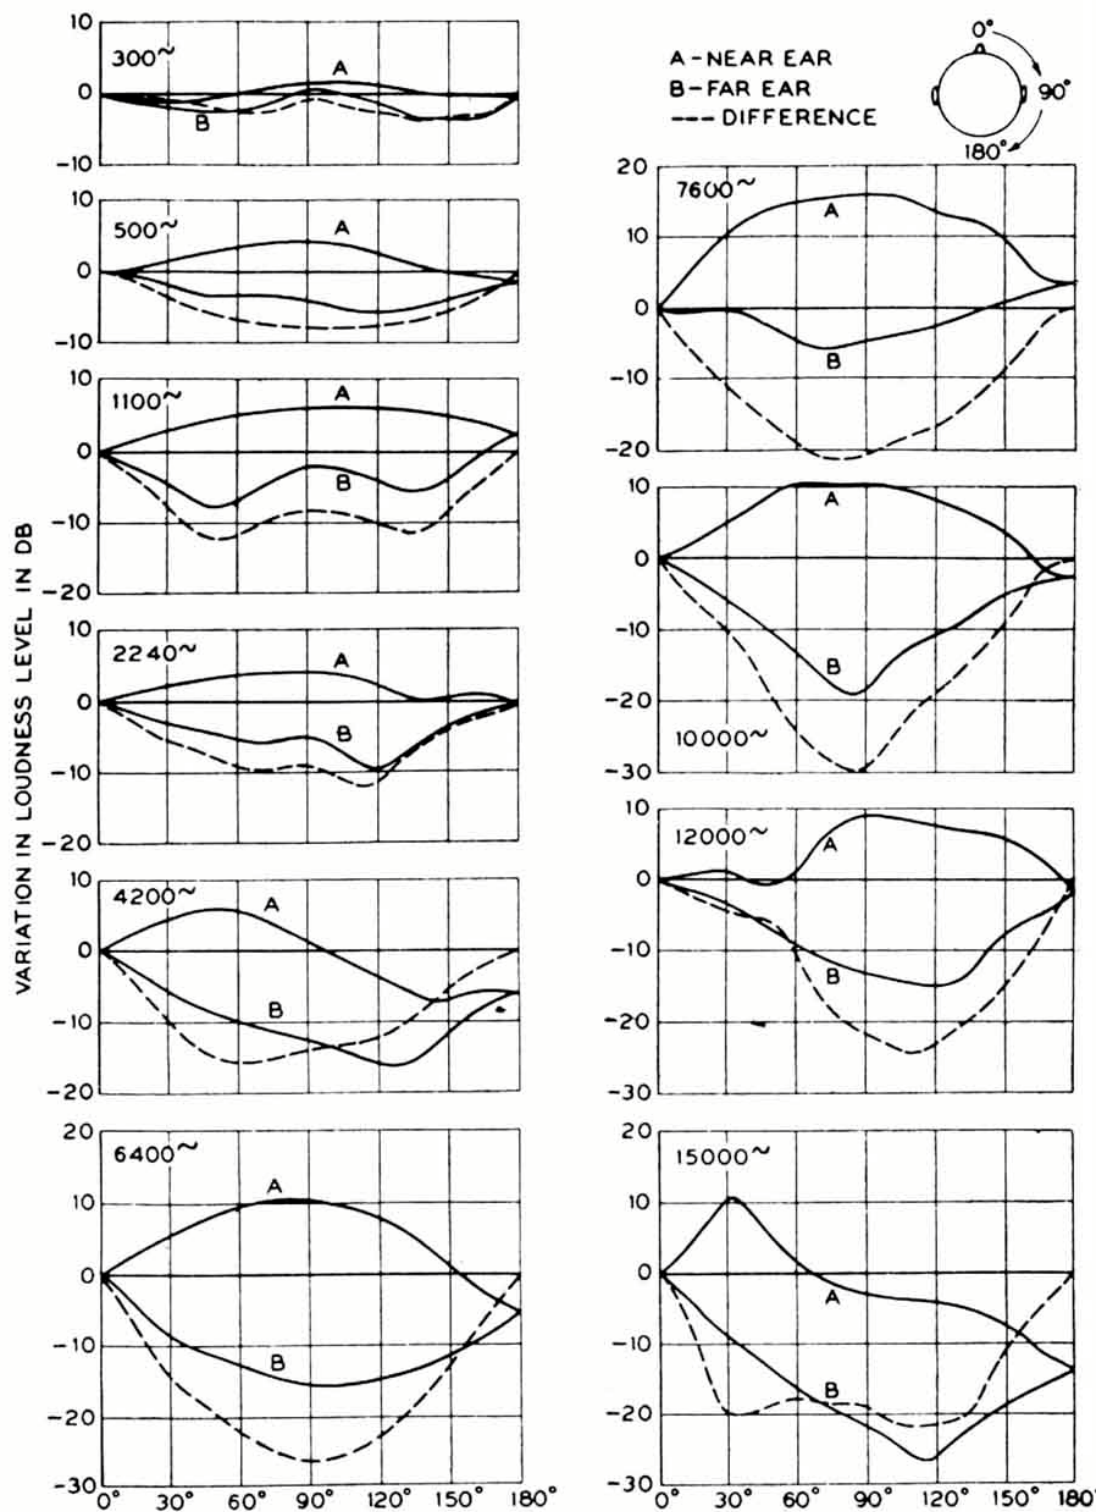 VARIATION IN LOUDNESS LEVEL IN DB
10
300~
A
0
B
-10
10
500~
A
0
-10
10
1100~
A
0
B
-10
-20
10
2240~
A
0
B
-10
-20
10
4200~
A
0
B
-10
-20
20
6400~
10
A
0
-10
B
-20
-30
0° 30° 60° 90° 120° 150° 180°
A-NEAR EAR
B-FAR EAR
--- DIFFERENCE
0°
90°
180°
20
7600~
A
10
0
B
-10
-20
10
A
0
-10
B
-20
10000~
-30
10
12000~
A
0
-10
B
-20
-30
20
15000~
10
0
A
-10
B
-20
-30
0° 30° 60° 90° 120° 150° 180°